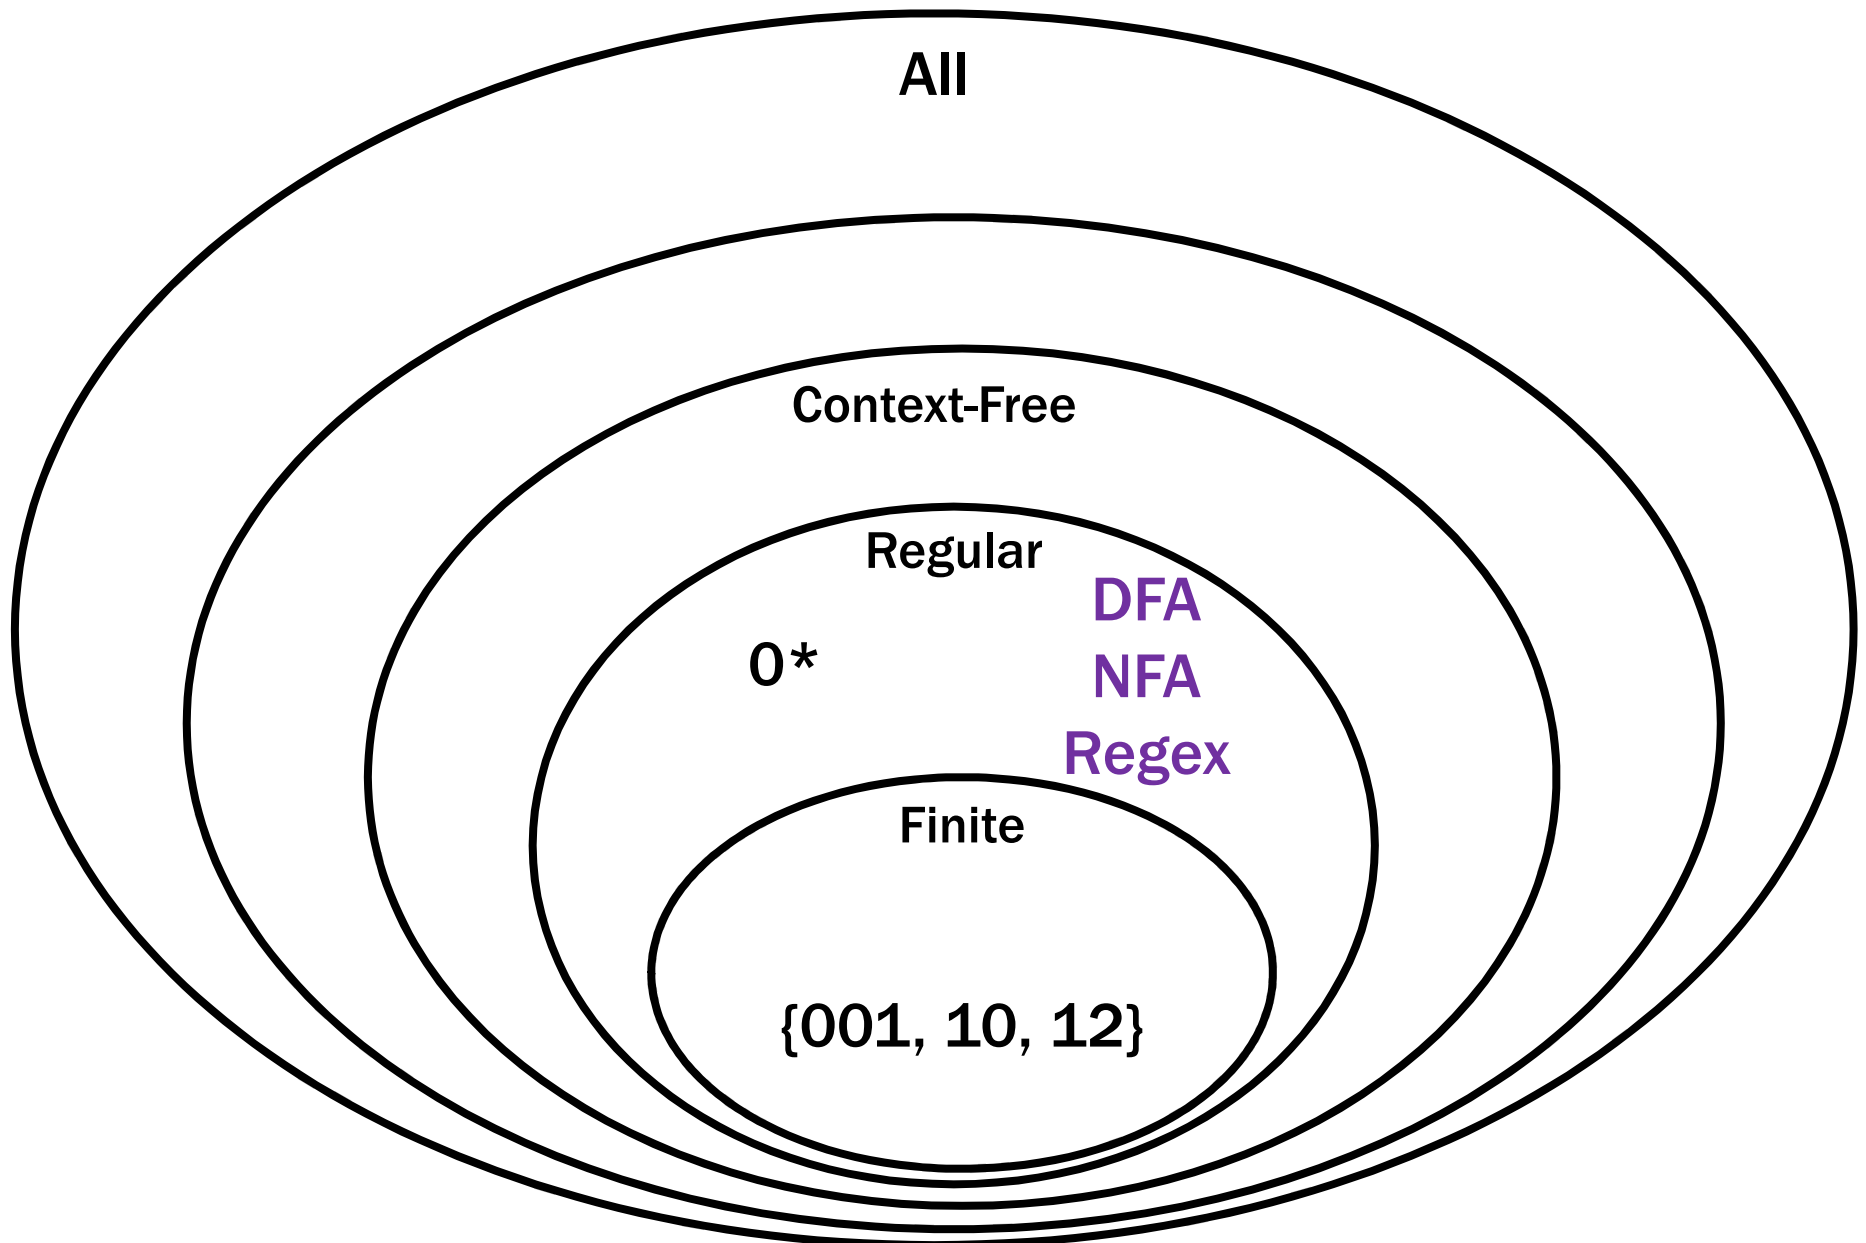 All
Context-Free
Regular
DFA
0*
NFA
Regex
Finite
{001, 10, 12}